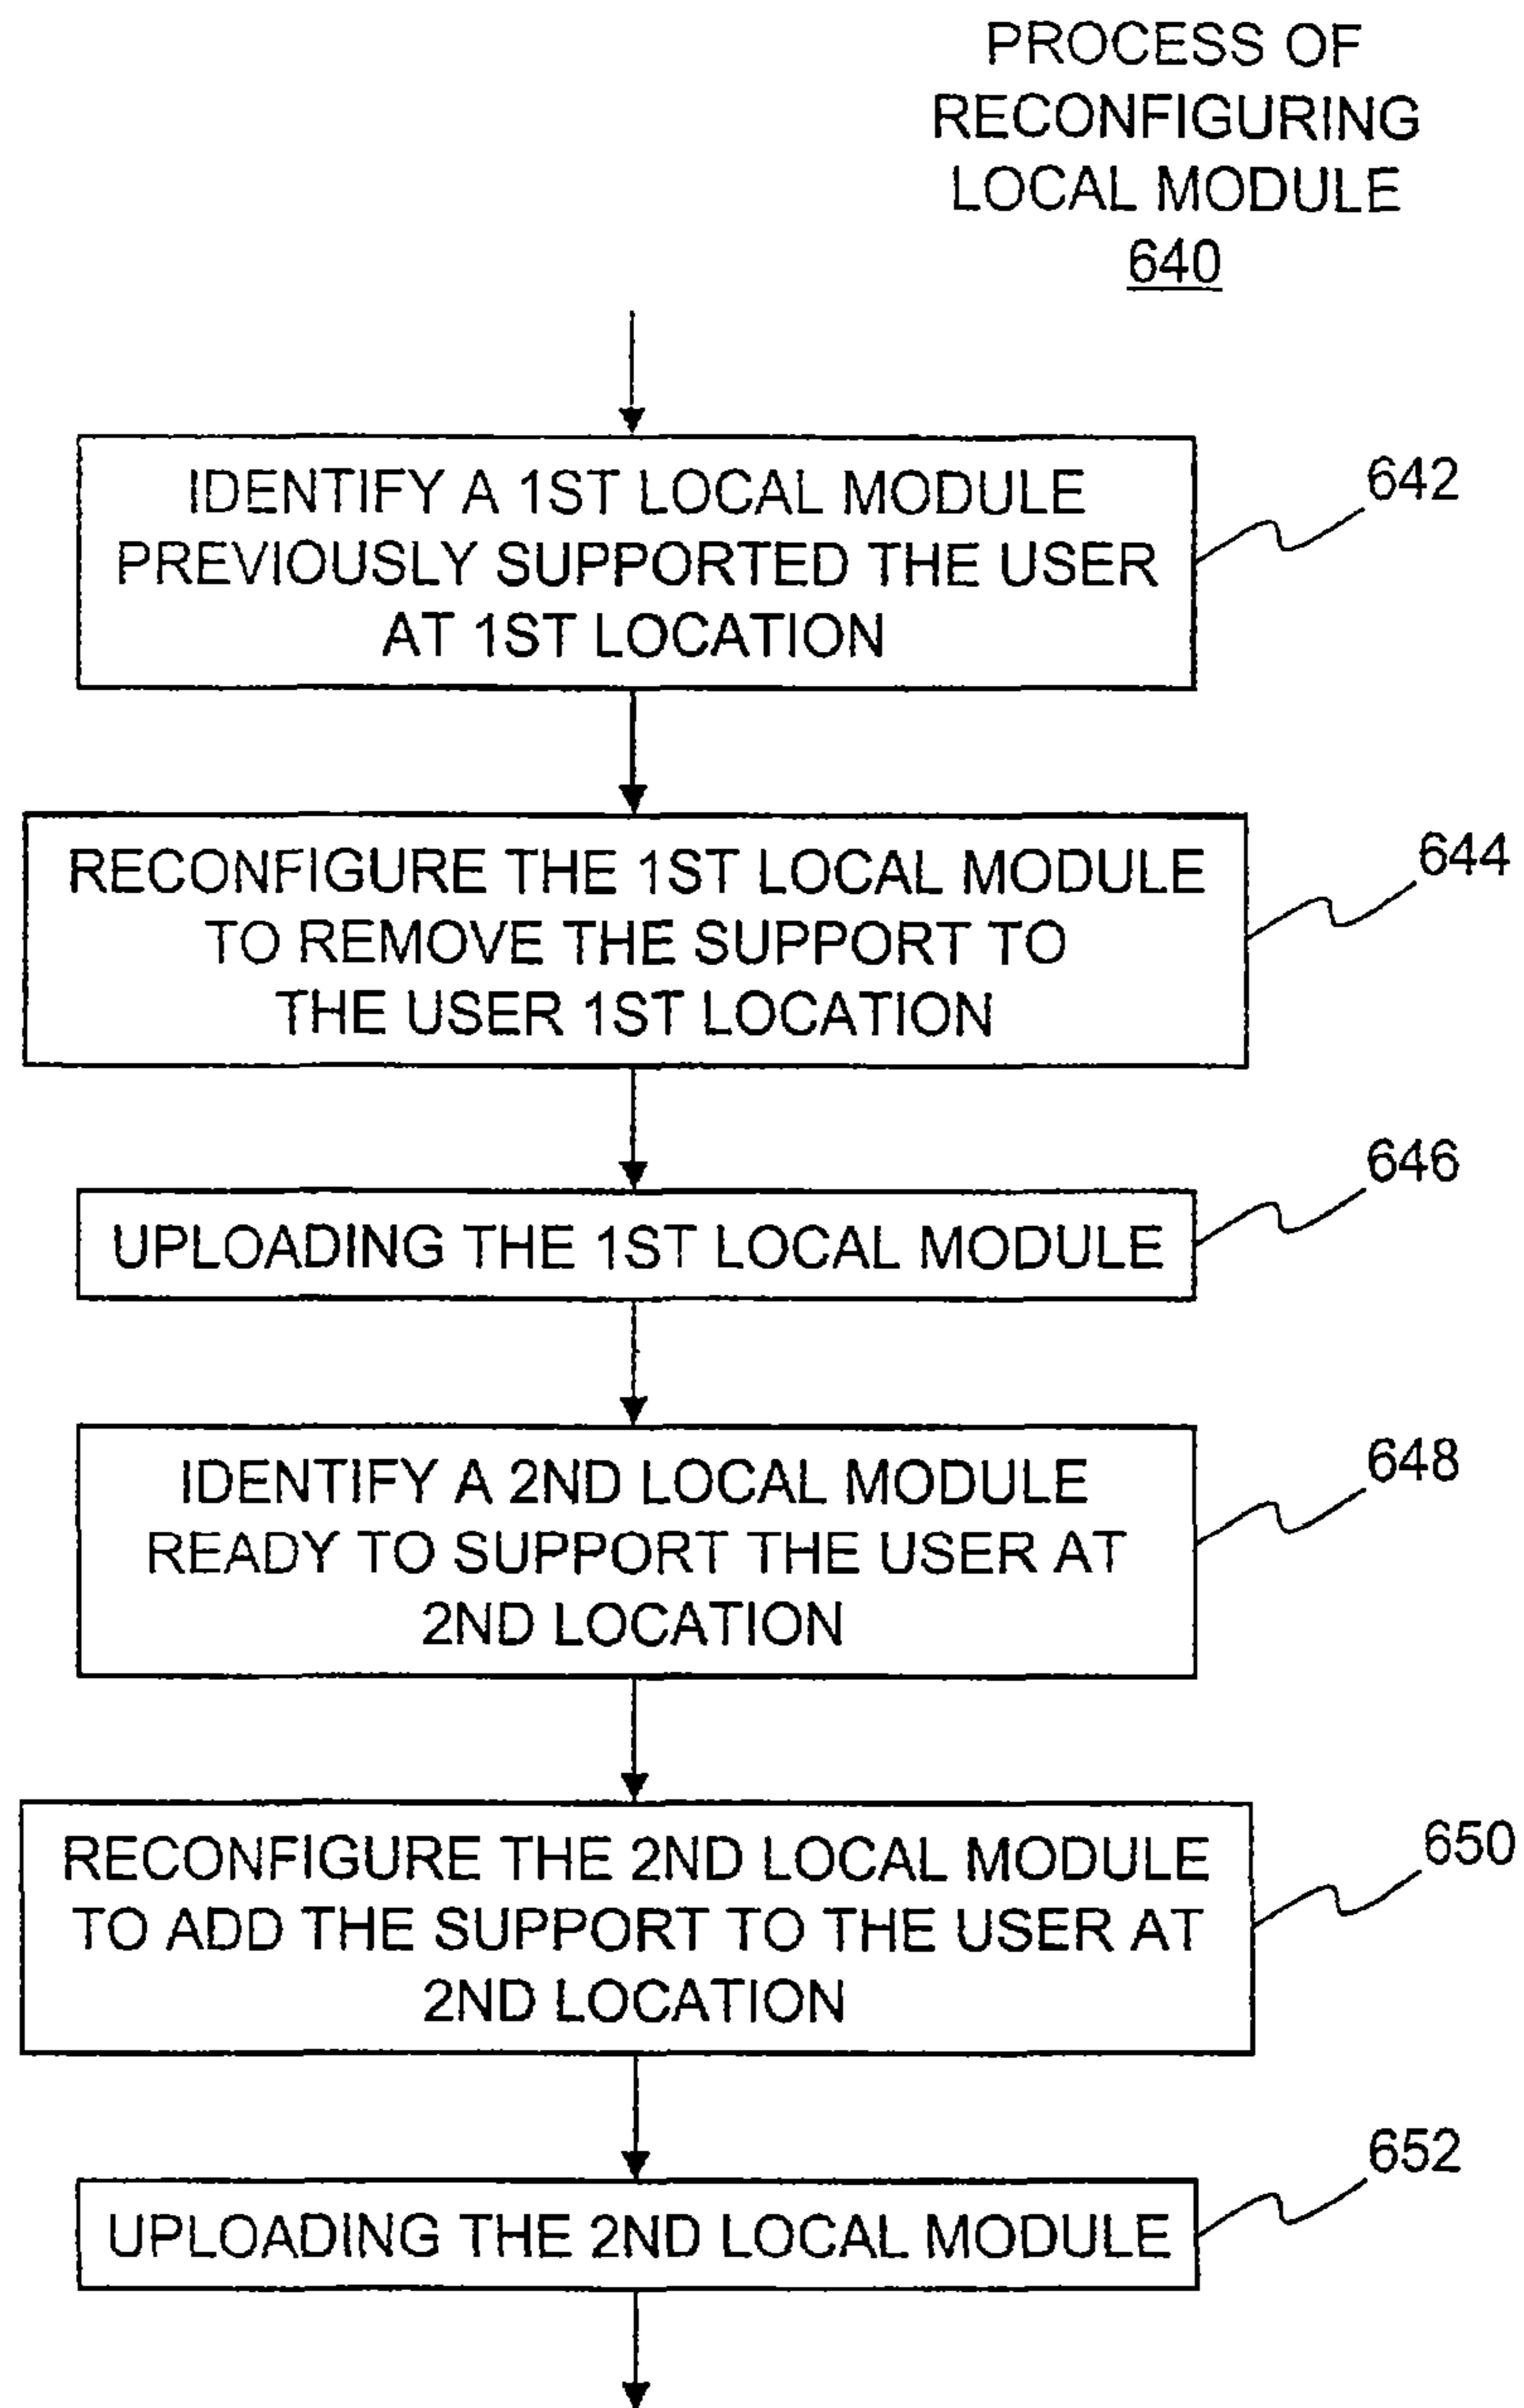 PROCESS OF
RECONFIGURING
LOCAL MODULE
640
IDENTIFY A 1ST LOCAL MODULE
PREVIOUSLY SUPPORTED THE USER
AT 1ST LOCATION
642
RECONFIGURE THE 1ST LOCAL MODULE
TO REMOVE THE SUPPORT TO
THE USER 1ST LOCATION
644
UPLOADING THE 1ST LOCAL MODULE
646
IDENTIFY A 2ND LOCAL MODULE
READY TO SUPPORT THE USER AT
2ND LOCATION
648
RECONFIGURE THE 2ND LOCAL MODULE
TO ADD THE SUPPORT TO THE USER AT
2ND LOCATION
650
UPLOADING THE 2ND LOCAL MODULE
652